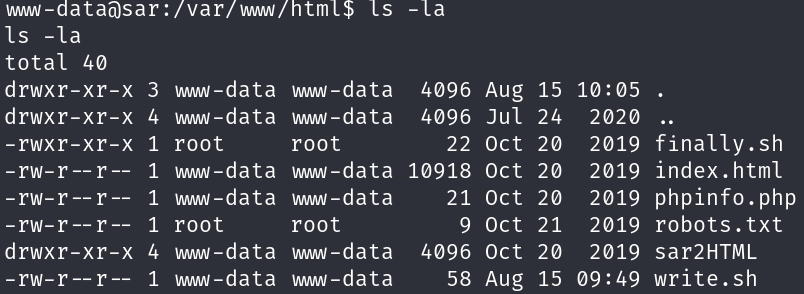 www-data@sar:/var/www/html$ ls -la
ls -la
total 40
drwxr-xr-x 3 www-data www-data  4096 Aug 15 10:05 .
drwxr-xr-x 4 www-data www-data  4096 Jul 24  2020 ..
-rwxr-xr-x 1 root     root        22 Oct 20  2019 finally.sh
-rw-r--r-- 1 www-data www-data 10918 Oct 20  2019 index.html
-rw-r--r-- 1 www-data www-data    21 Oct 20  2019 phpinfo.php
-rw-r--r-- 1 root     root         9 Oct 21  2019 robots.txt
drwxr-xr-x 4 www-data www-data  4096 Oct 20  2019 sar2HTML
-rw-r--r-- 1 www-data www-data    58 Aug 15 09:49 write.sh